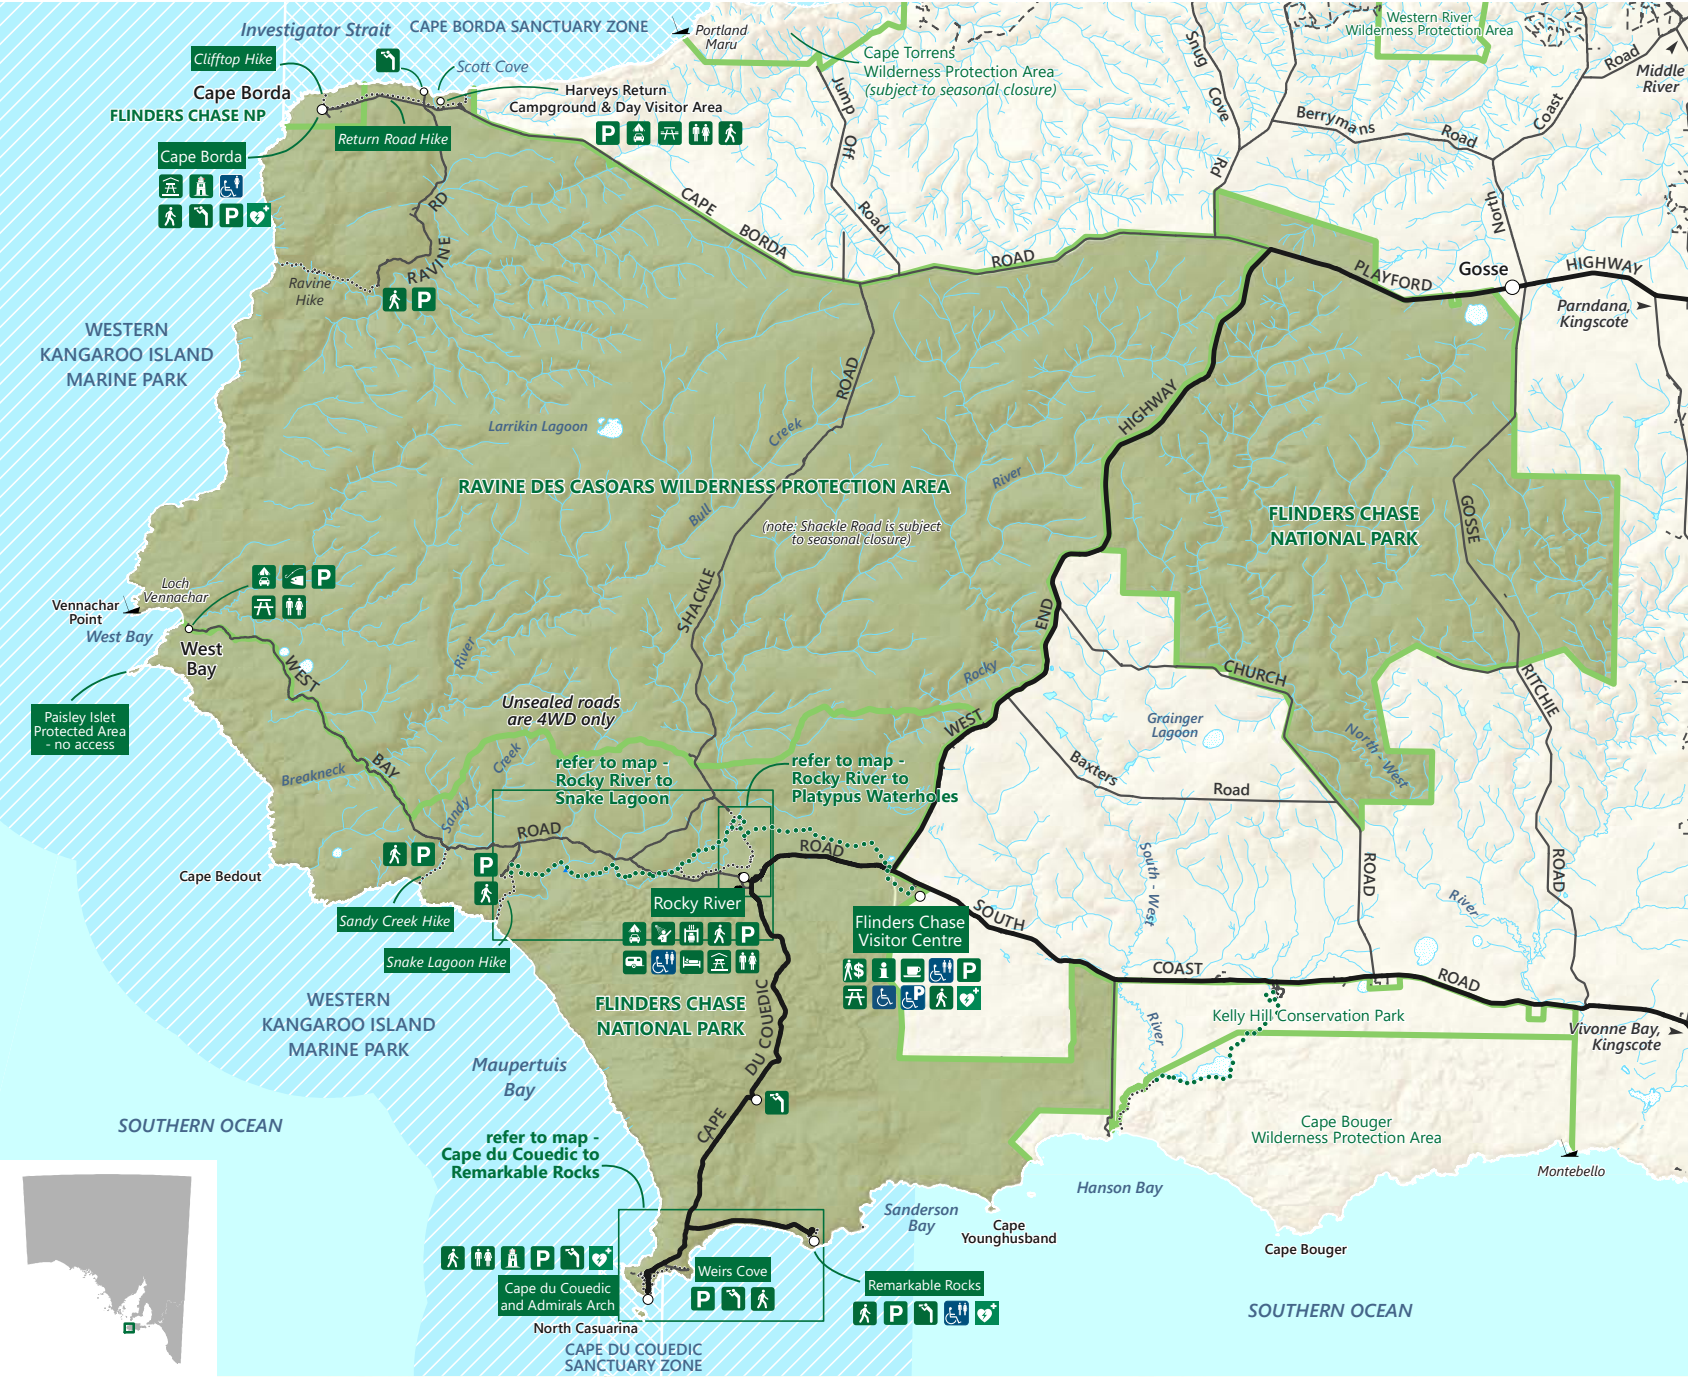 Investigator Strait
CAPE BORDA SANCTUARY ZONE
Portland
Maru
Western River
Wilderness Protection Area
Cape Torrens
Wilderness Protection Area
(subject to seasonal closure)
Snug
Cove
Rd
Road
Middle
River
Clifftop Hike
Scott Cove
Cape Borda
FLINDERS CHASE NP
Harveys Return
Campground & Day Visitor Area
P
Return Road Hike
Cape Borda
P
Jump
Off
Road
Berrymans
Road
Coast
North
RAVINE
RD
CAPE
BORDA
ROAD
Ravine
Hike
P
PLAYFORD
Gosse
HIGHWAY
Parndana,
Kingscote
WESTERN
KANGAROO ISLAND
MARINE PARK
ROAD
HIGHWAY
Larrikin Lagoon
Creek
Bull
River
RAVINE DES CASOARS WILDERNESS PROTECTION AREA
(note: Shackle Road is subject
to seasonal closure)
FLINDERS CHASE
NATIONAL PARK
GOSSE
Loch
Vennachar
P
Vennachar
Point
West Bay
West
Bay
SHACKLE
END
River
WEST
Rocky
CHURCH
RITCHIE
Paisley Islet
Protected Area
- no access
Unsealed roads
are 4WD only
WEST
Grainger
Lagoon
North - West
Breakneck
BAY
Creek
Sandy
refer to map -
Rocky River to
Snake Lagoon
refer to map -
Rocky River to
Platypus Waterholes
Baxters
Road
ROAD
ROAD
P
P
Cape Bedout
Sandy Creek Hike
Snake Lagoon Hike
Rocky River
P
Flinders Chase
Visitor Centre
$
i
P
P
SOUTH
South - West
ROAD
River
ROAD
COAST
ROAD
WESTERN
KANGAROO ISLAND
MARINE PARK
FLINDERS CHASE
NATIONAL PARK
DU COUEDIC
River
Kelly Hill Conservation Park
Vivonne Bay,
Kingscote
Maupertuis
Bay
CAPE
SOUTHERN OCEAN
refer to map -
Cape du Couedic to
Remarkable Rocks
Cape Bouger
Wilderness Protection Area
Montebello
Hanson Bay
Sanderson
Bay
Cape
Younghusband
Cape Bouger
P
Cape du Couedic
and Admirals Arch
Weirs Cove
P
Remarkable Rocks
P
North Casuarina
CAPE DU COUEDIC
SANCTUARY ZONE
SOUTHERN OCEAN